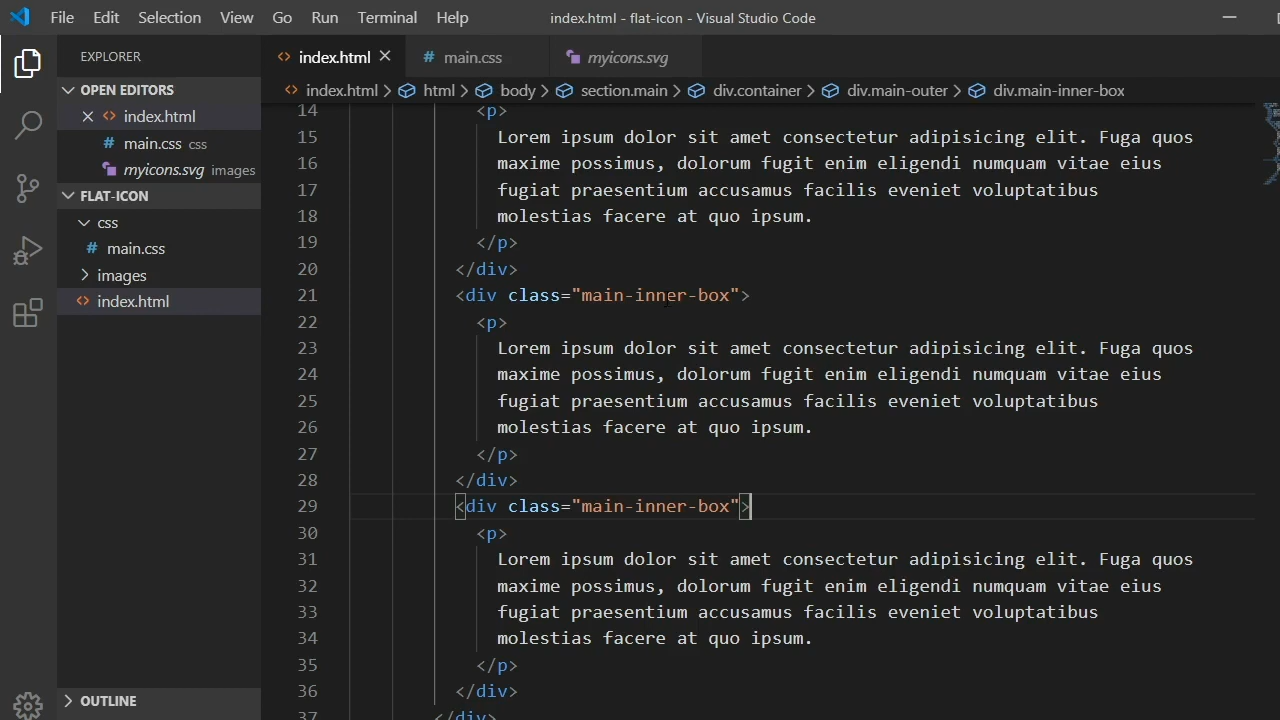 File Edit Selection View Go Run Terminal Help index.html - flat-icon - Visual Studio Code
EXPLORER
OPEN EDITORS
index.html
main.css css
myicons.svg images
FLAT-ICON
css
main.css
images
index.html
OUTLINE
index.html main.css myicons.svg
index.html > html > body > section.main > div.container > div.main-outer > div.main-inner-box
14 <p>
15 Lorem ipsum dolor sit amet consectetur adipisicing elit. Fuga quos
16 maxime possimus, dolorum fugit enim eligendi numquam vitae eius
17 fugiat praesentium accusamus facilis eveniet voluptatibus
18 molestias facere at quo ipsum.
19 </p>
20 </div>
21 <div class="main-inner-box">
22 <p>
23 Lorem ipsum dolor sit amet consectetur adipisicing elit. Fuga quos
24 maxime possimus, dolorum fugit enim eligendi numquam vitae eius
25 fugiat praesentium accusamus facilis eveniet voluptatibus
26 molestias facere at quo ipsum.
27 </p>
28 </div>
29 <div class="main-inner-box">
30 <p>
31 Lorem ipsum dolor sit amet consectetur adipisicing elit. Fuga quos
32 maxime possimus, dolorum fugit enim eligendi numquam vitae eius
33 fugiat praesentium accusamus facilis eveniet voluptatibus
34 molestias facere at quo ipsum.
35 </p>
36 </div>
37 </div>